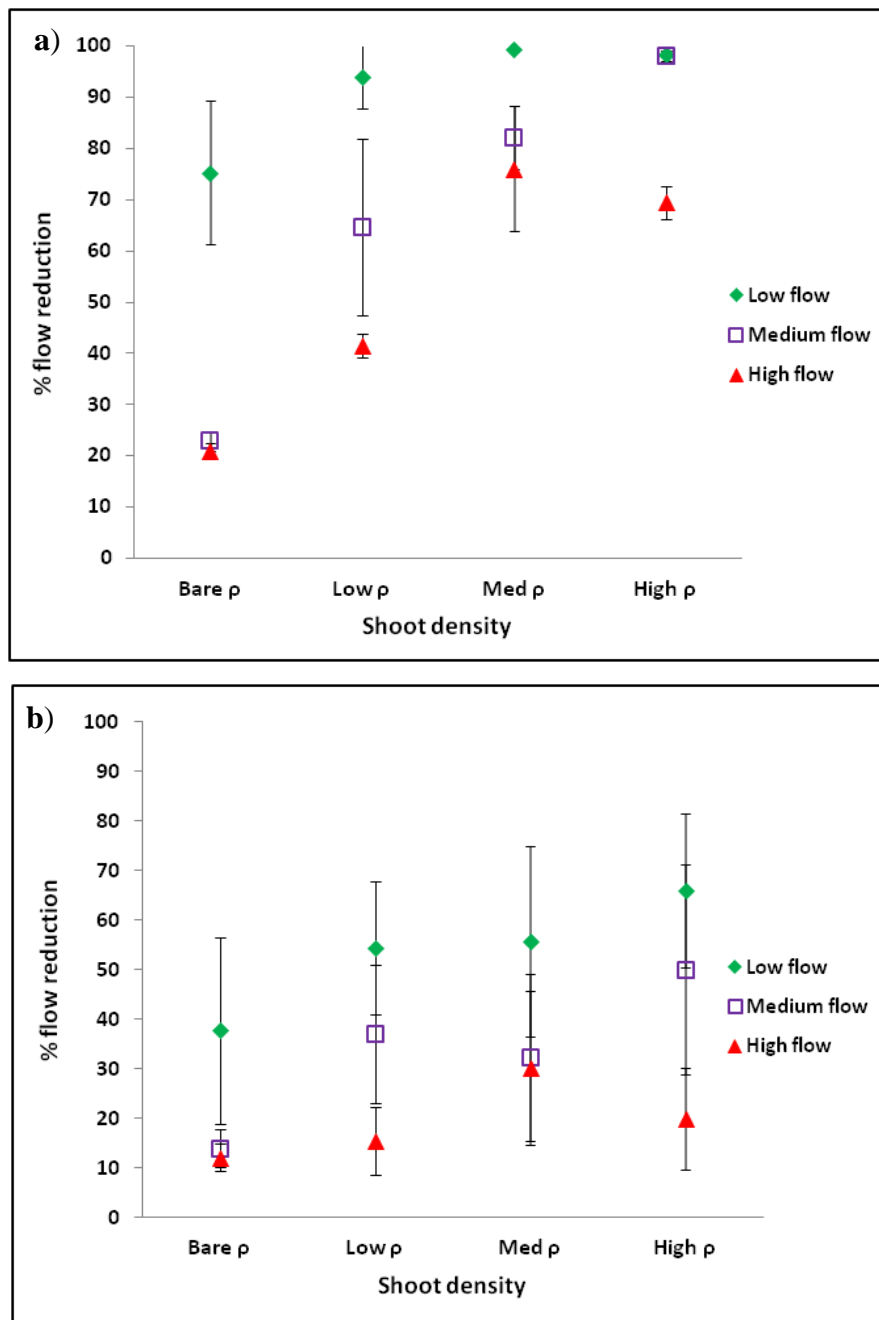 a)
100
90
80
70
60
50
40
30
20
10
0
% flow reduction
Bare ρ Low ρ Med ρ High ρ
Shoot density
Low flow
Medium flow
High flow
b)
100
90
80
70
60
50
40
30
20
10
0
% flow reduction
Bare ρ Low ρ Med ρ High ρ
Shoot density
Low flow
Medium flow
High flow